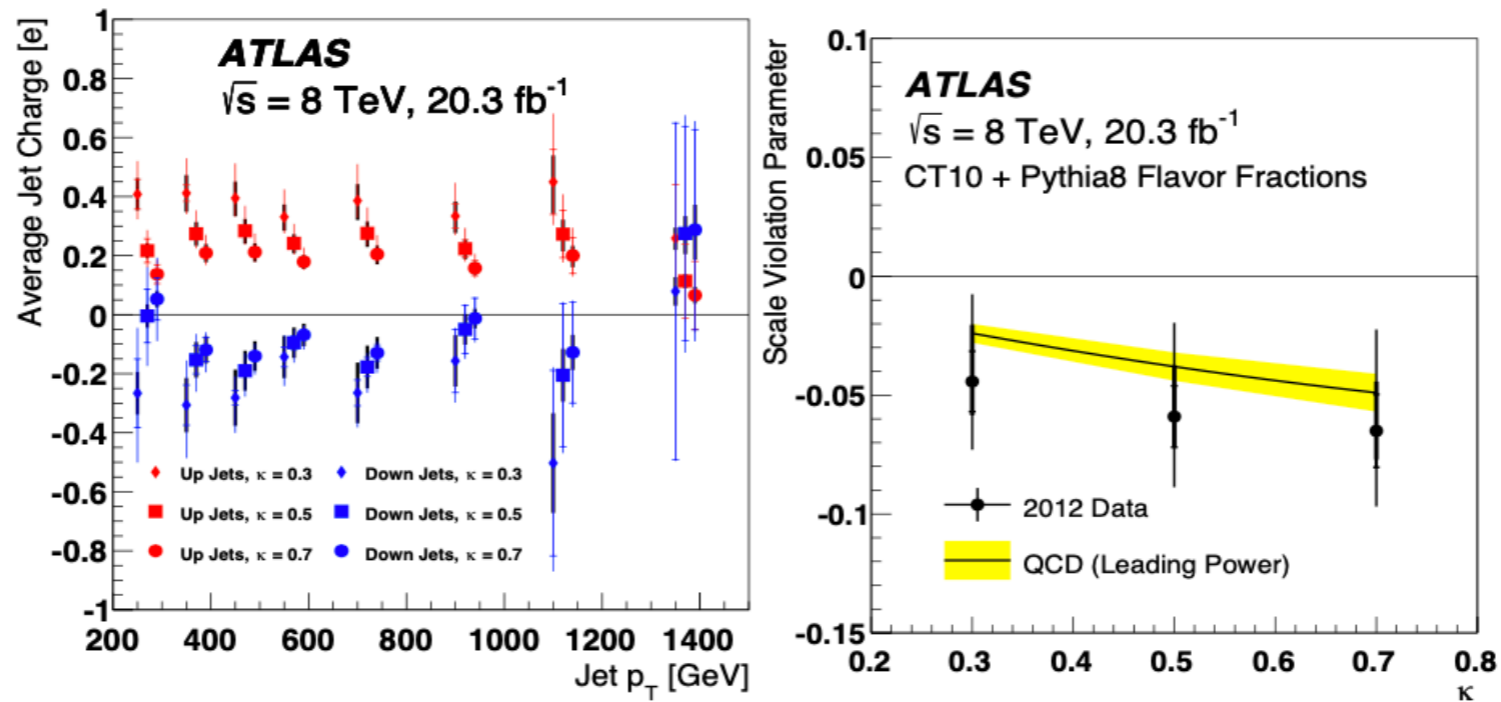 Average Jet Charge [e]
1
0.8
0.6
0.4
0.2
0
-0.2
-0.4
-0.6
-0.8
-1
ATLAS
√s = 8 TeV, 20.3 fb⁻¹
Up Jets, κ = 0.3
Down Jets, κ = 0.3
Up Jets, κ = 0.5
Down Jets, κ = 0.5
Up Jets, κ = 0.7
Down Jets, κ = 0.7
200 400 600 800 1000 1200 1400
Jet p_T [GeV]
Scale Violation Parameter
0.1
0.05
0
-0.05
-0.1
-0.15
ATLAS
√s = 8 TeV, 20.3 fb⁻¹
CT10 + Pythia8 Flavor Fractions
2012 Data
QCD (Leading Power)
0.2 0.3 0.4 0.5 0.6 0.7 0.8
κ